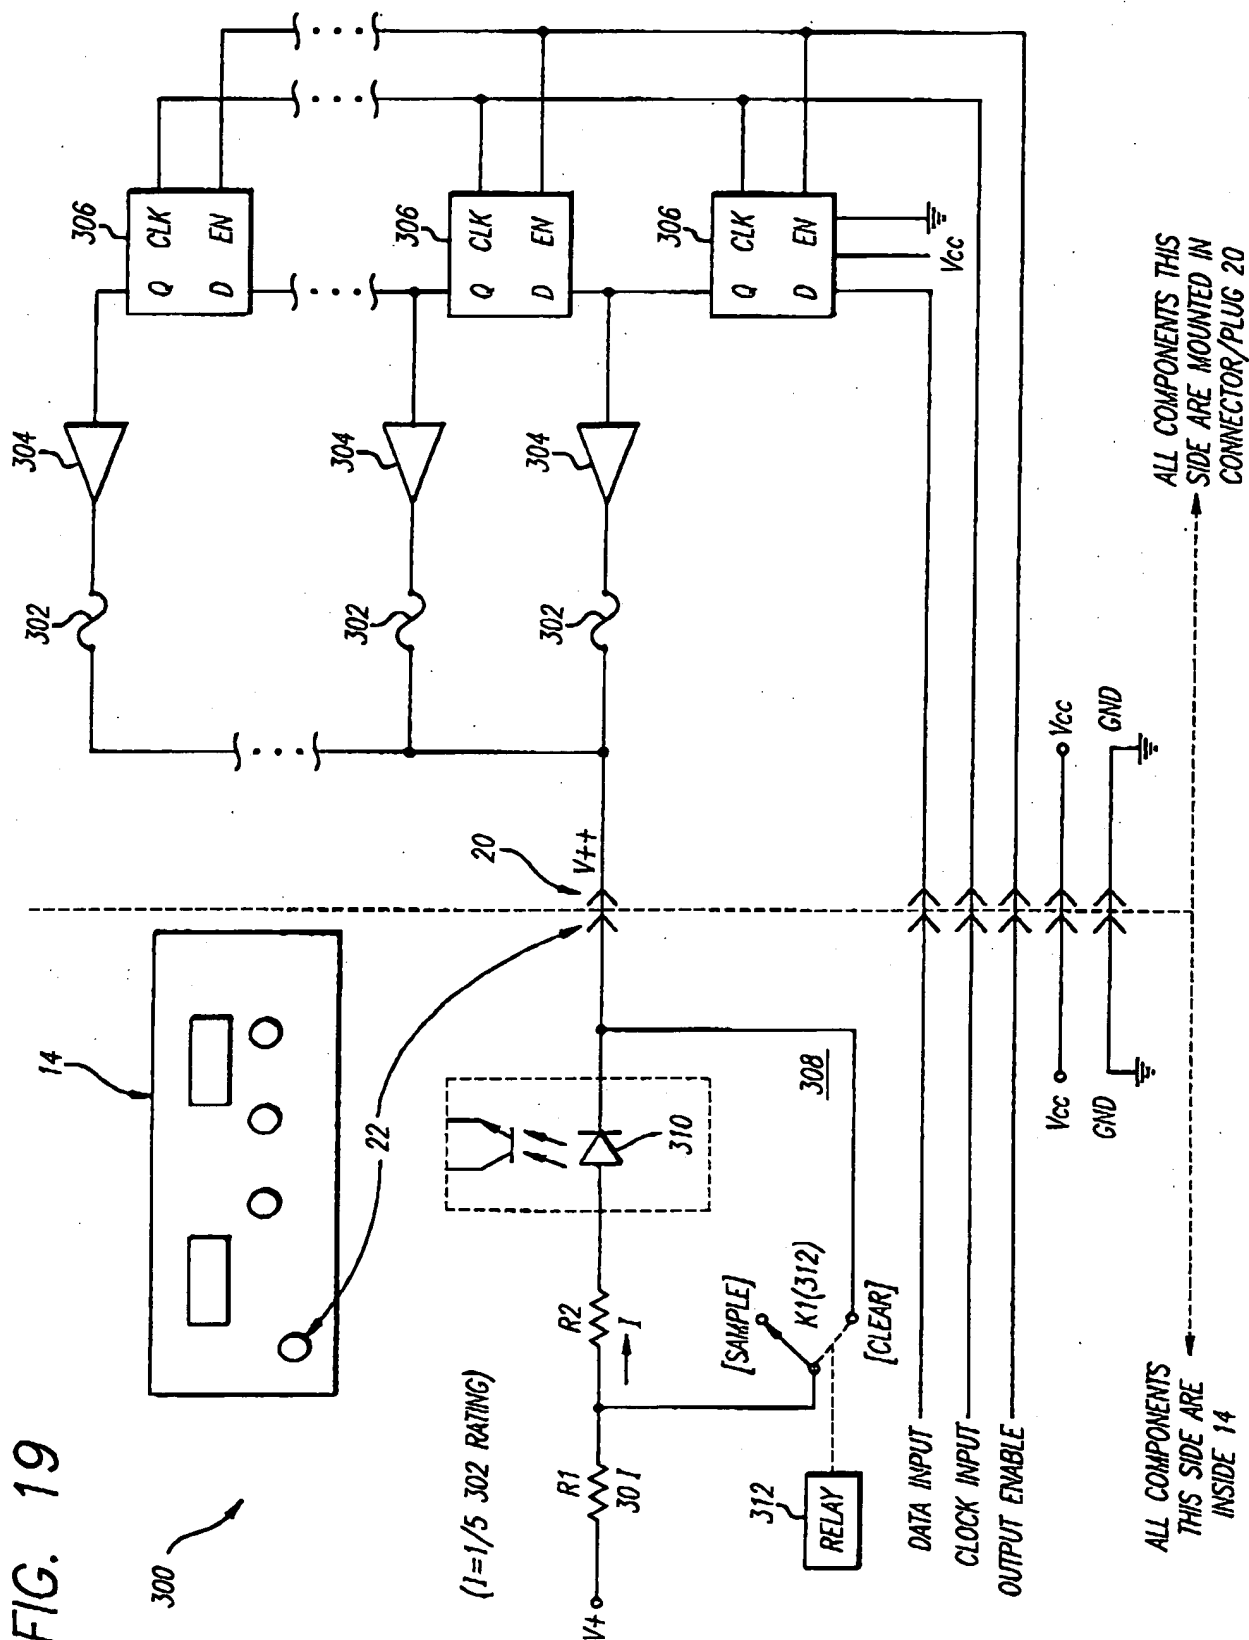 FIG. 19
300
14
22
(I=1/5 302 RATING)
V+
R1
30 I
R2
I
310
308
[SAMPLE]
K1(312)
[CLEAR]
312
RELAY
DATA INPUT
CLOCK INPUT
OUTPUT ENABLE
Vcc
GND
20
V++
Vcc
GND
302
302
302
304
304
304
306
Q CLK
D EN
306
Q CLK
D EN
306
Q CLK
D EN
Vcc
ALL COMPONENTS
THIS SIDE ARE
INSIDE 14
ALL COMPONENTS THIS
SIDE ARE MOUNTED IN
CONNECTOR/PLUG 20